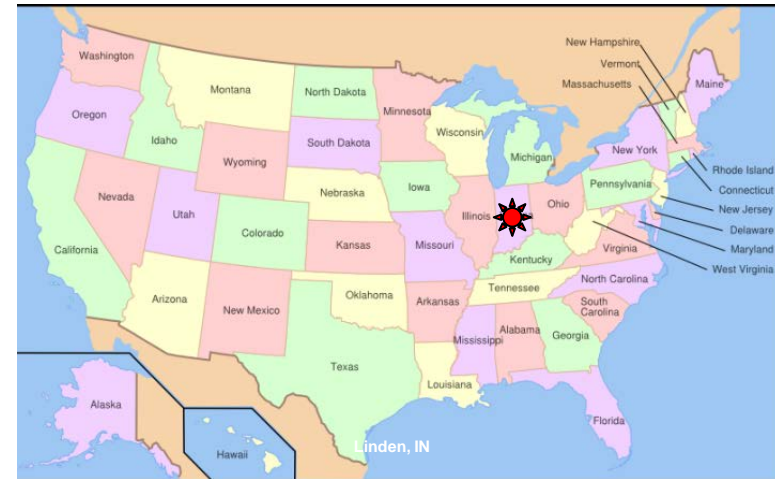 New Hampshire
Vermont
Massachusetts
Washington
Montana
North Dakota
Minnesota
Maine
Oregon
Idaho
South Dakota
Wisconsin
Michigan
New York
Wyoming
Rhode Island
Connecticut
Pennsylvania
New Jersey
Nevada
Utah
Colorado
Nebraska
Iowa
Illinois
Ohio
Delaware
Maryland
West Virginia
California
Kansas
Missouri
Kentucky
Virginia
Arizona
New Mexico
Oklahoma
Arkansas
Tennessee
North Carolina
South
Carolina
Texas
Louisiana
Mississippi
Alabama
Georgia
Florida
Alaska
Hawaii
Linden, IN